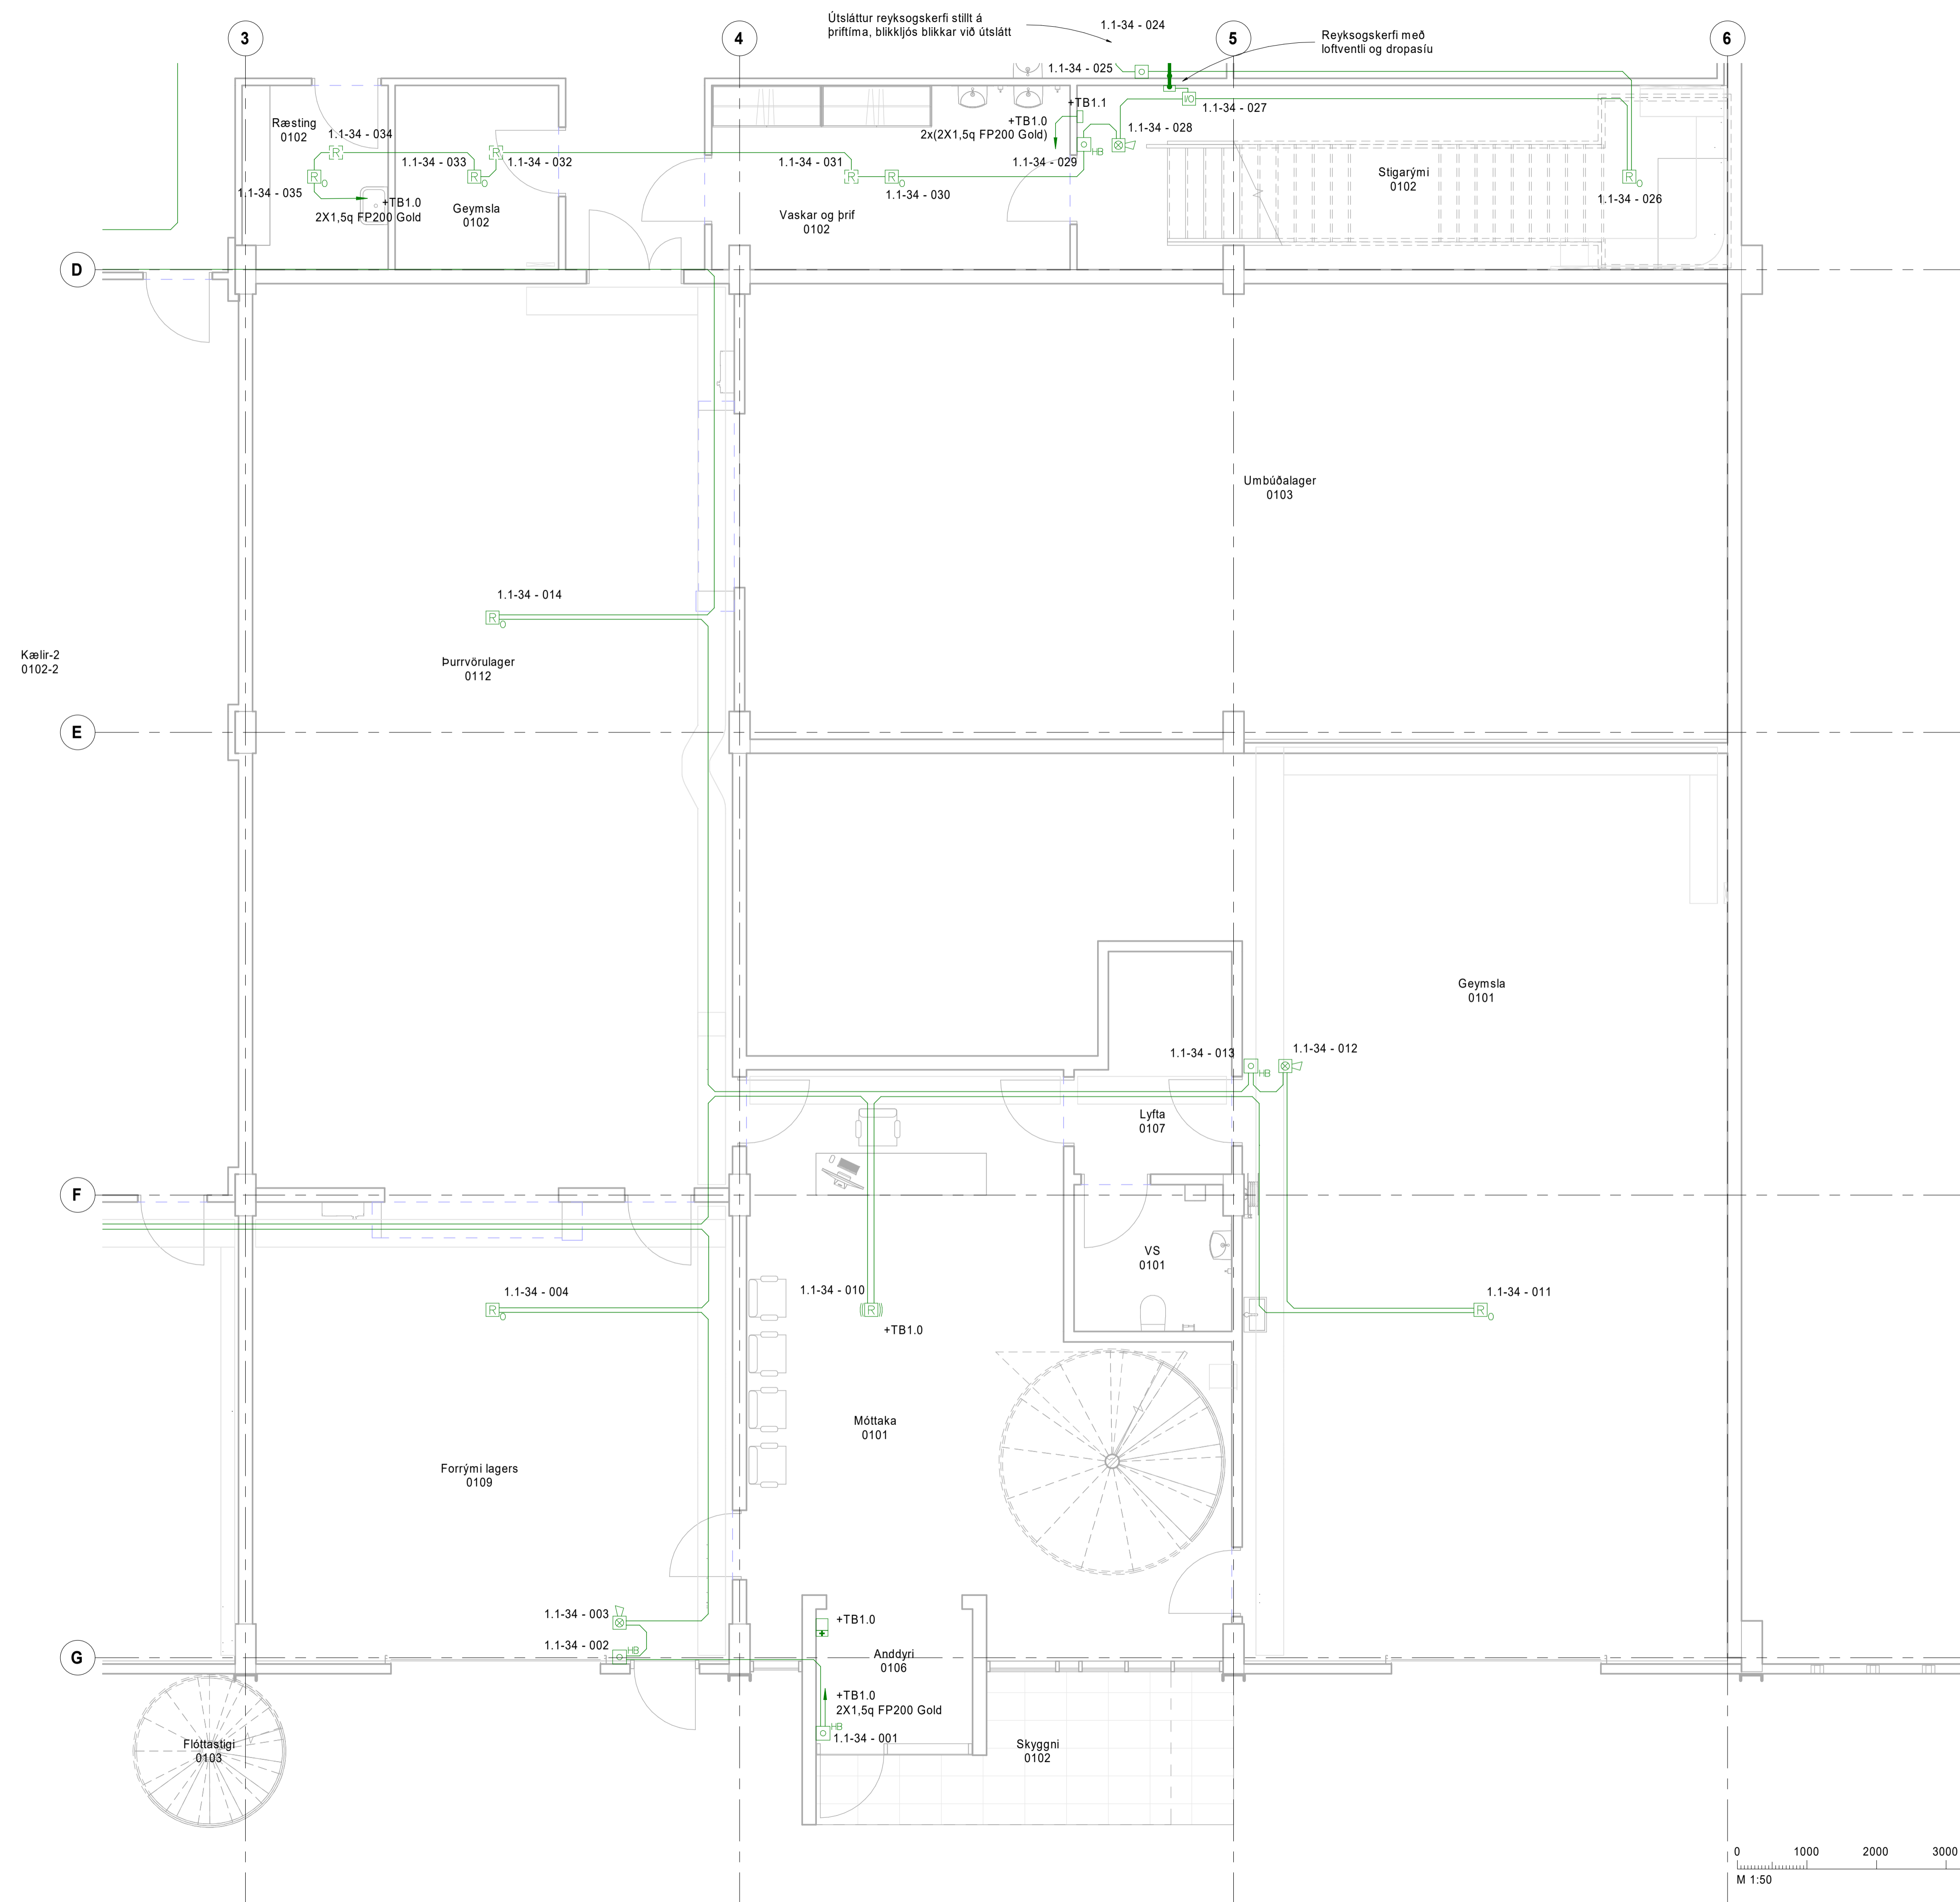 3
4
5
6
Útsláttur reyksogskerfi stillt á
þriftíma, blikkljós blikkar við útslátt
1.1-34 - 024
Reyksogskerfi með
loftventli og dropasíu
1.1-34 - 025
+TB1.1
1.1-34 - 027
Ræsting
0102
1.1-34 - 034
+TB1.0
2x(2X1,5q FP200 Gold)
1.1-34 - 028
1.1-34 - 033
1.1-34 - 032
1.1-34 - 031
1.1-34 - 029
HB
I/O
R
R
R
O
R
O
R
R
O
R
O
1.1-34 - 035
1.1-34 - 030
Stigarými
0102
1.1-34 - 026
+TB1.0
2X1,5q FP200 Gold
Geymsla
0102
Vaskar og þrif
0102
D
Umbúðalager
0103
1.1-34 - 014
R
O
Kælir-2
0102-2
Þurrvörulager
0112
E
Geymsla
0101
1.1-34 - 013
HB
1.1-34 - 012
Lyfta
0107
F
VS
0101
1.1-34 - 004
R
O
1.1-34 - 010
R
+TB1.0
1.1-34 - 011
R
O
Móttaka
0101
Forrými lagers
0109
1.1-34 - 003
+TB1.0
1.1-34 - 002
HB
G
Anddyri
0106
+TB1.0
2X1,5q FP200 Gold
HB
1.1-34 - 001
Flóttastigi
0103
Skyggni
0102
0
1000
2000
3000
M 1:50